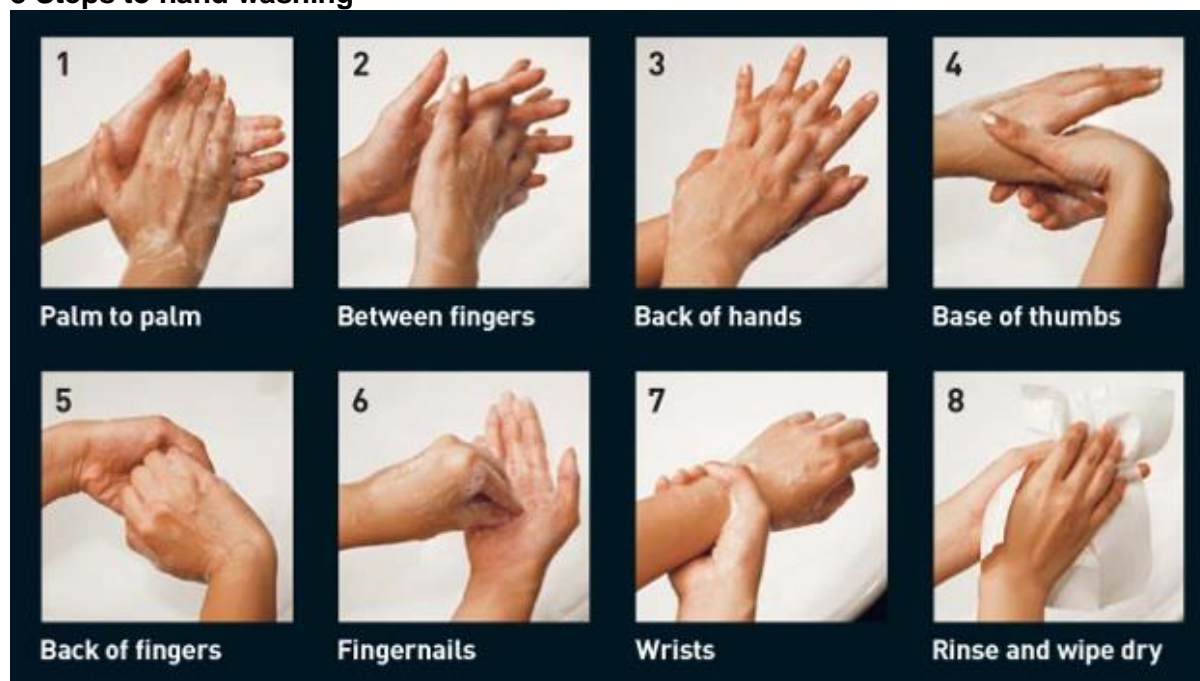 Steps to hand washing
1
Palm to palm
2
Between fingers
3
Back of hands
4
Base of thumbs
5
Back of fingers
6
Fingernails
7
Wrists
8
Rinse and wipe dry